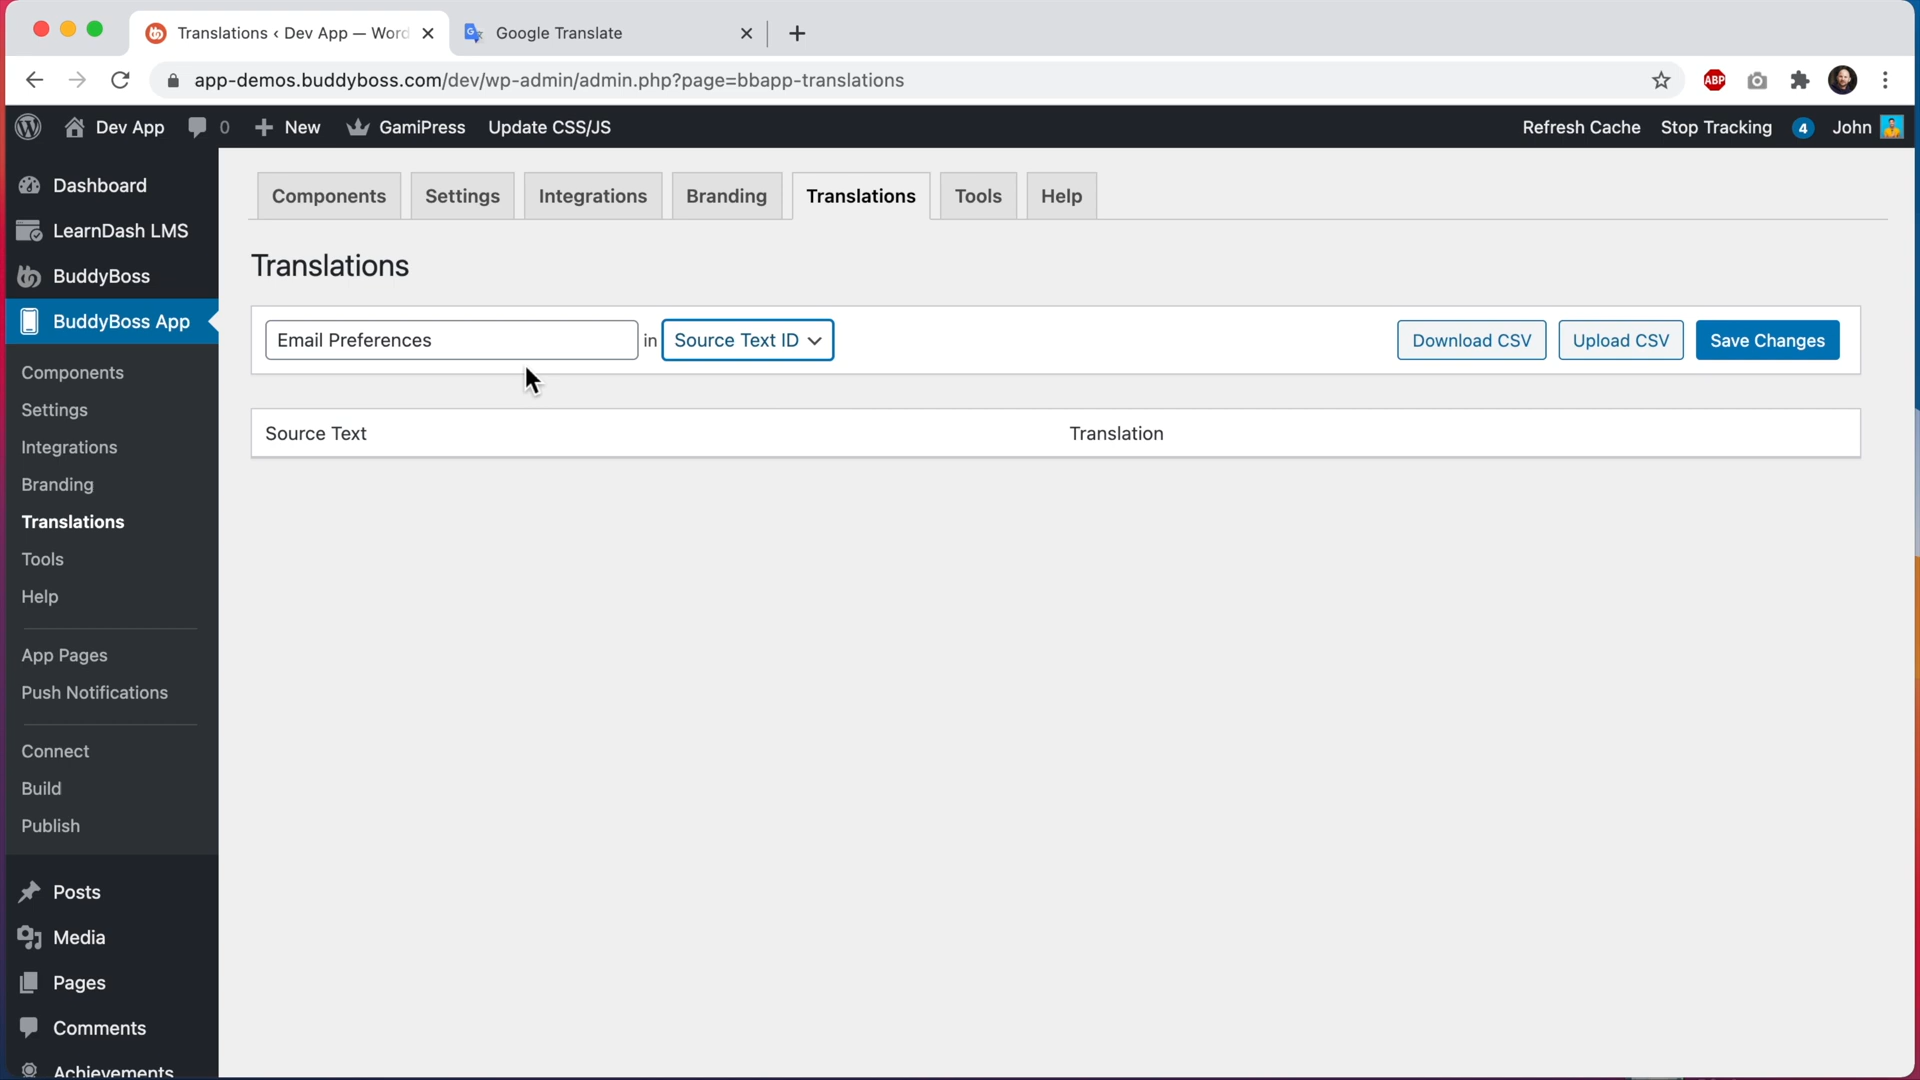 Translations ‹ Dev App — Word
Google Translate
app-demos.buddyboss.com/dev/wp-admin/admin.php?page=bbapp-translations
ABP
Dev App 0 New GamiPress Update CSS/JS Refresh Cache Stop Tracking 4 John
Dashboard
LearnDash LMS
BuddyBoss
BuddyBoss App
Components
Settings
Integrations
Branding
Translations
Tools
Help
App Pages
Push Notifications
Connect
Build
Publish
Posts
Media
Pages
Comments
Achievements
Components Settings Integrations Branding Translations Tools Help
Translations
Email Preferences in Source Text ID Download CSV Upload CSV Save Changes
Source Text Translation